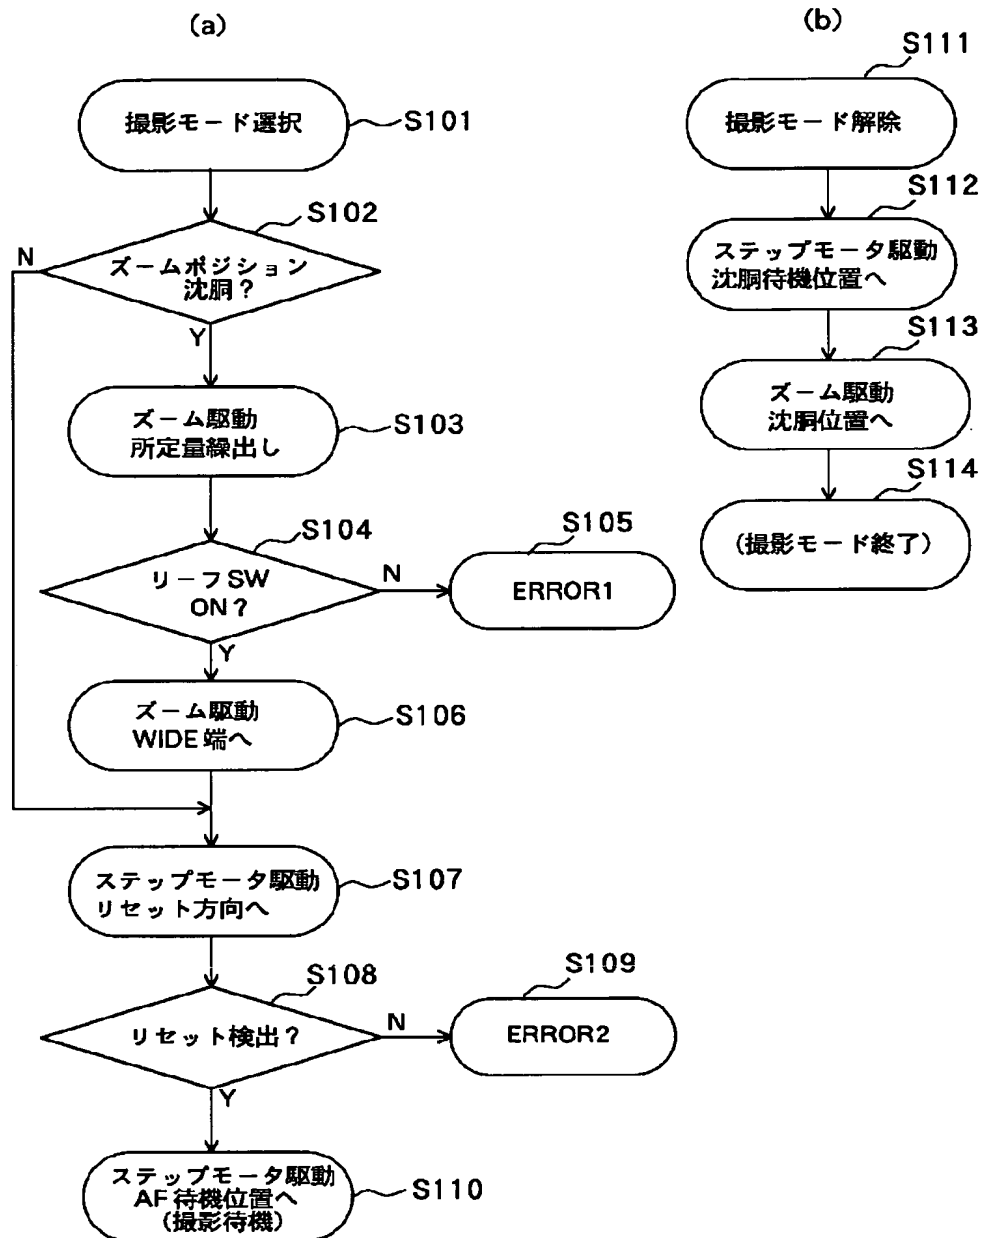 (a)
撮影モード選択
S101
S102
N
ズームポジション
沈胴？
Y
ズーム駆動
所定量繰出し
S103
S104
リーフSW
ON？
N
S105
ERROR1
Y
ズーム駆動
WIDE端へ
S106
ステップモータ駆動
リセット方向へ
S107
S108
リセット検出？
N
S109
ERROR2
Y
ステップモータ駆動
AF待機位置へ
（撮影待機）
S110
(b)
S111
撮影モード解除
S112
ステップモータ駆動
沈胴待機位置へ
S113
ズーム駆動
沈胴位置へ
S114
（撮影モード終了）